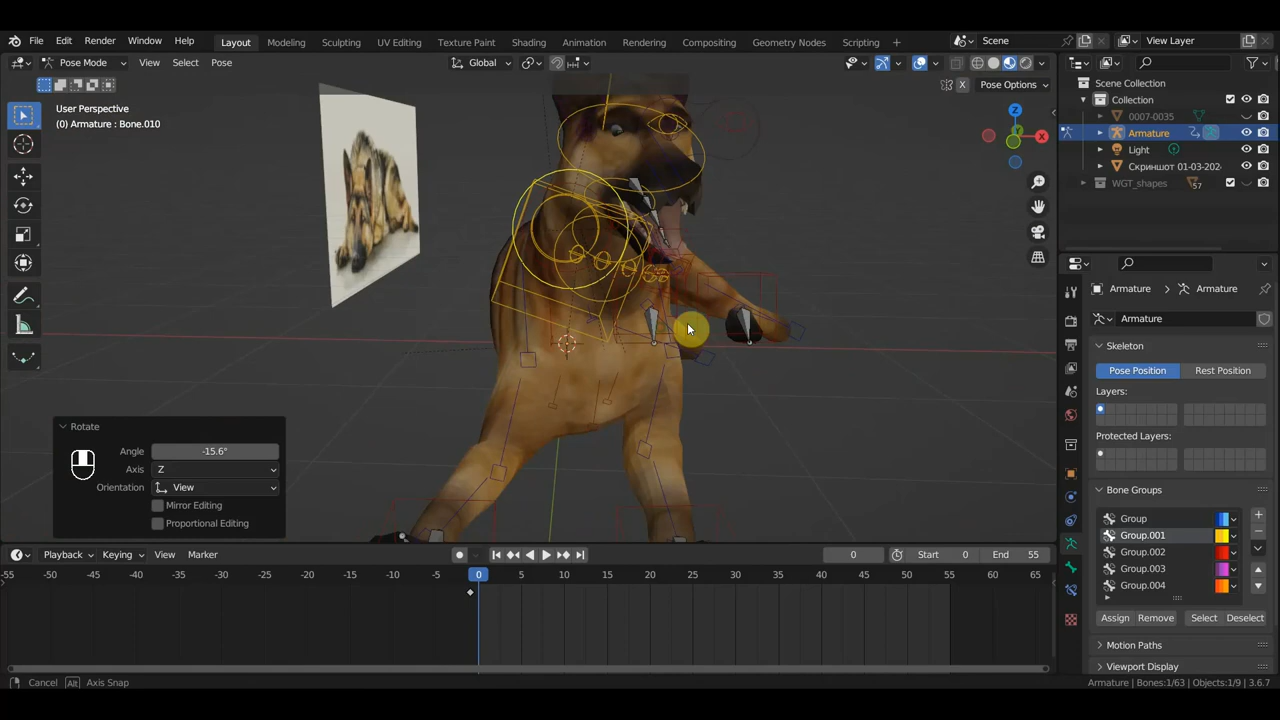 File Edit Render Window Help Layout Modeling Sculpting UV Editing Texture Paint Shading Animation Rendering Compositing Geometry Nodes Scripting + Scene View Layer
Pose Mode View Select Pose Global
X Pose Options
User Perspective
(0) Armature : Bone.010
Scene Collection
Collection
0007-0035
Armature
Light
Скриншот 01-03-202
WGT_shapes 57
Armature Armature
Armature
Skeleton
Pose Position Rest Position
Layers:
Protected Layers:
Bone Groups
Group
Group.001
Group.002
Group.003
Group.004
Assign Remove Select Deselect
Motion Paths
Viewport Display
Rotate
Angle -15.6°
Axis Z
Orientation View
Mirror Editing
Proportional Editing
Playback Keying View Marker 0 Start 0 End 55
-55 -50 -45 -40 -35 -30 -25 -20 -15 -10 -5 0 5 10 15 20 25 30 35 40 45 50 55 60 65
Cancel Alt Axis Snap Armature | Bones:1/63 | Objects:1/9 | 3.6.7